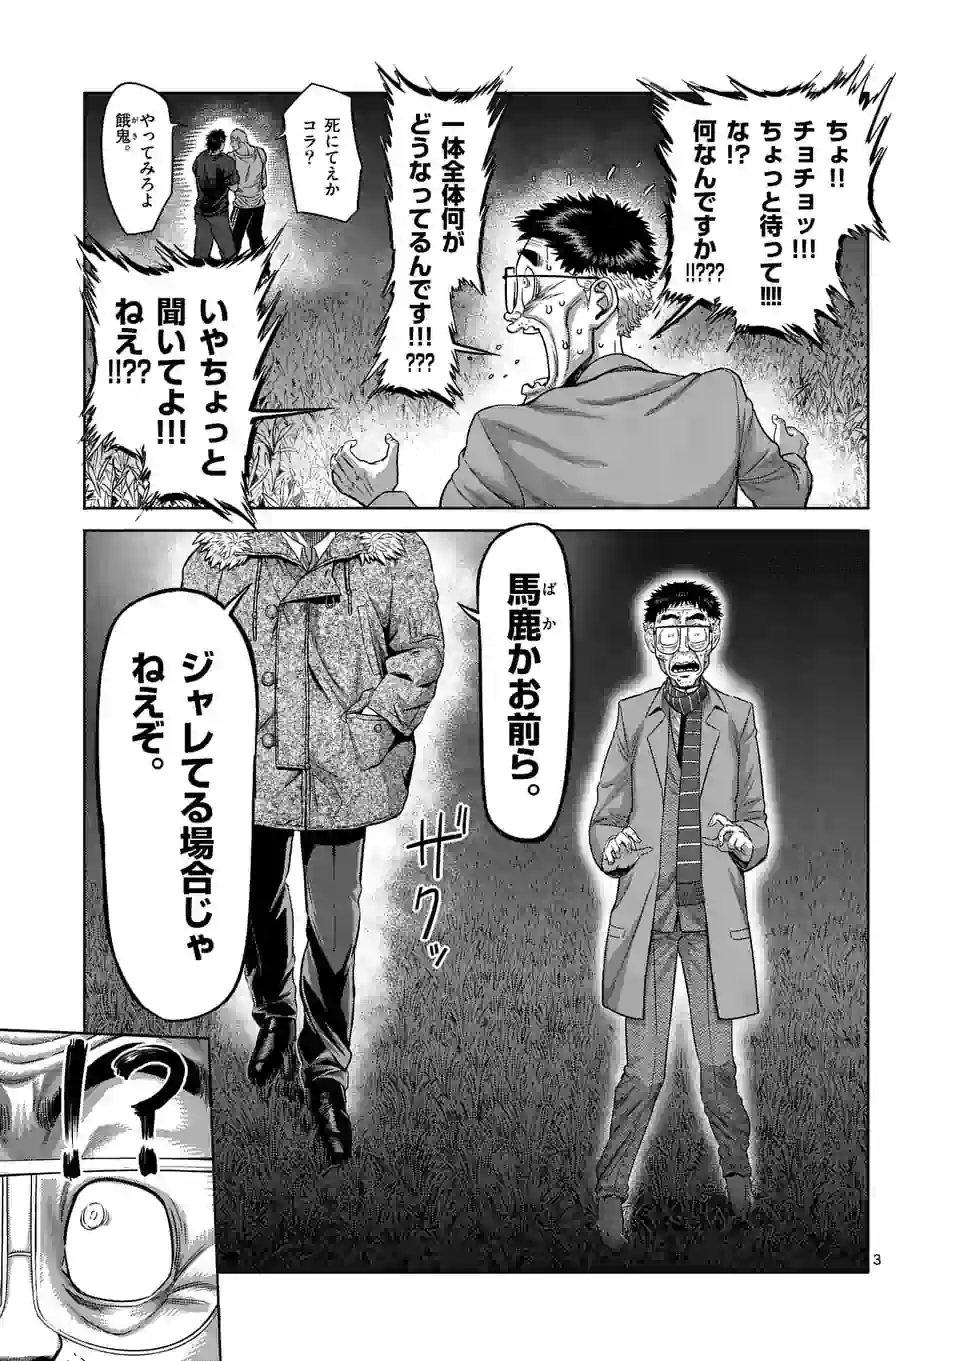 ちょ!!
チョチョッ!!!
ちょっと待って!!!!
な!?
何なんですか
!!???
一体全体何が
どうなってるんです!!!
???
死にてえか
コラ?
やってみろよ
餓鬼。
がき
いやちょっと
聞いてよ!!!
ねえ!!??
馬鹿かお前ら。
ばか
ザクッ
ジャレてる場合じゃ
ねえぞ。
!?
3